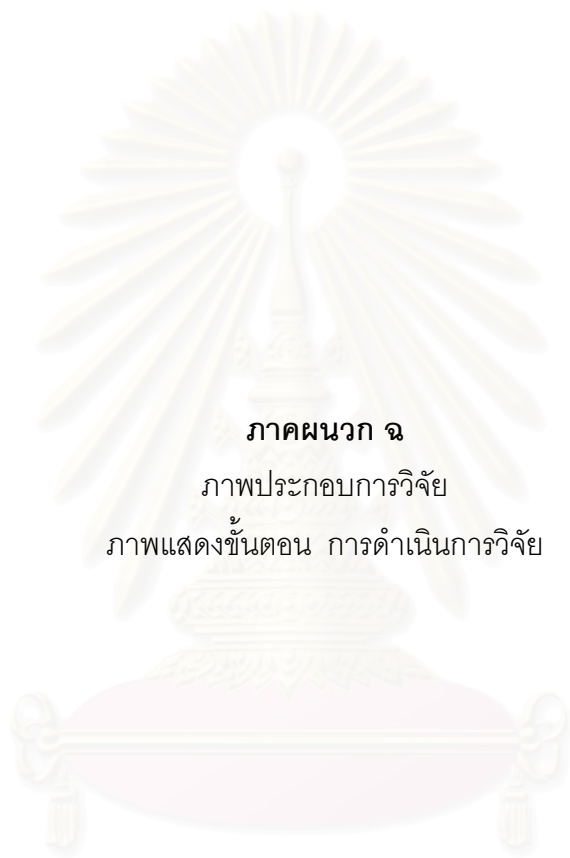 ภาคผนวก ฉ
ภาพประกอบการวิจัย
ภาพแสดงขั้นตอน การดำเนินการวิจัย